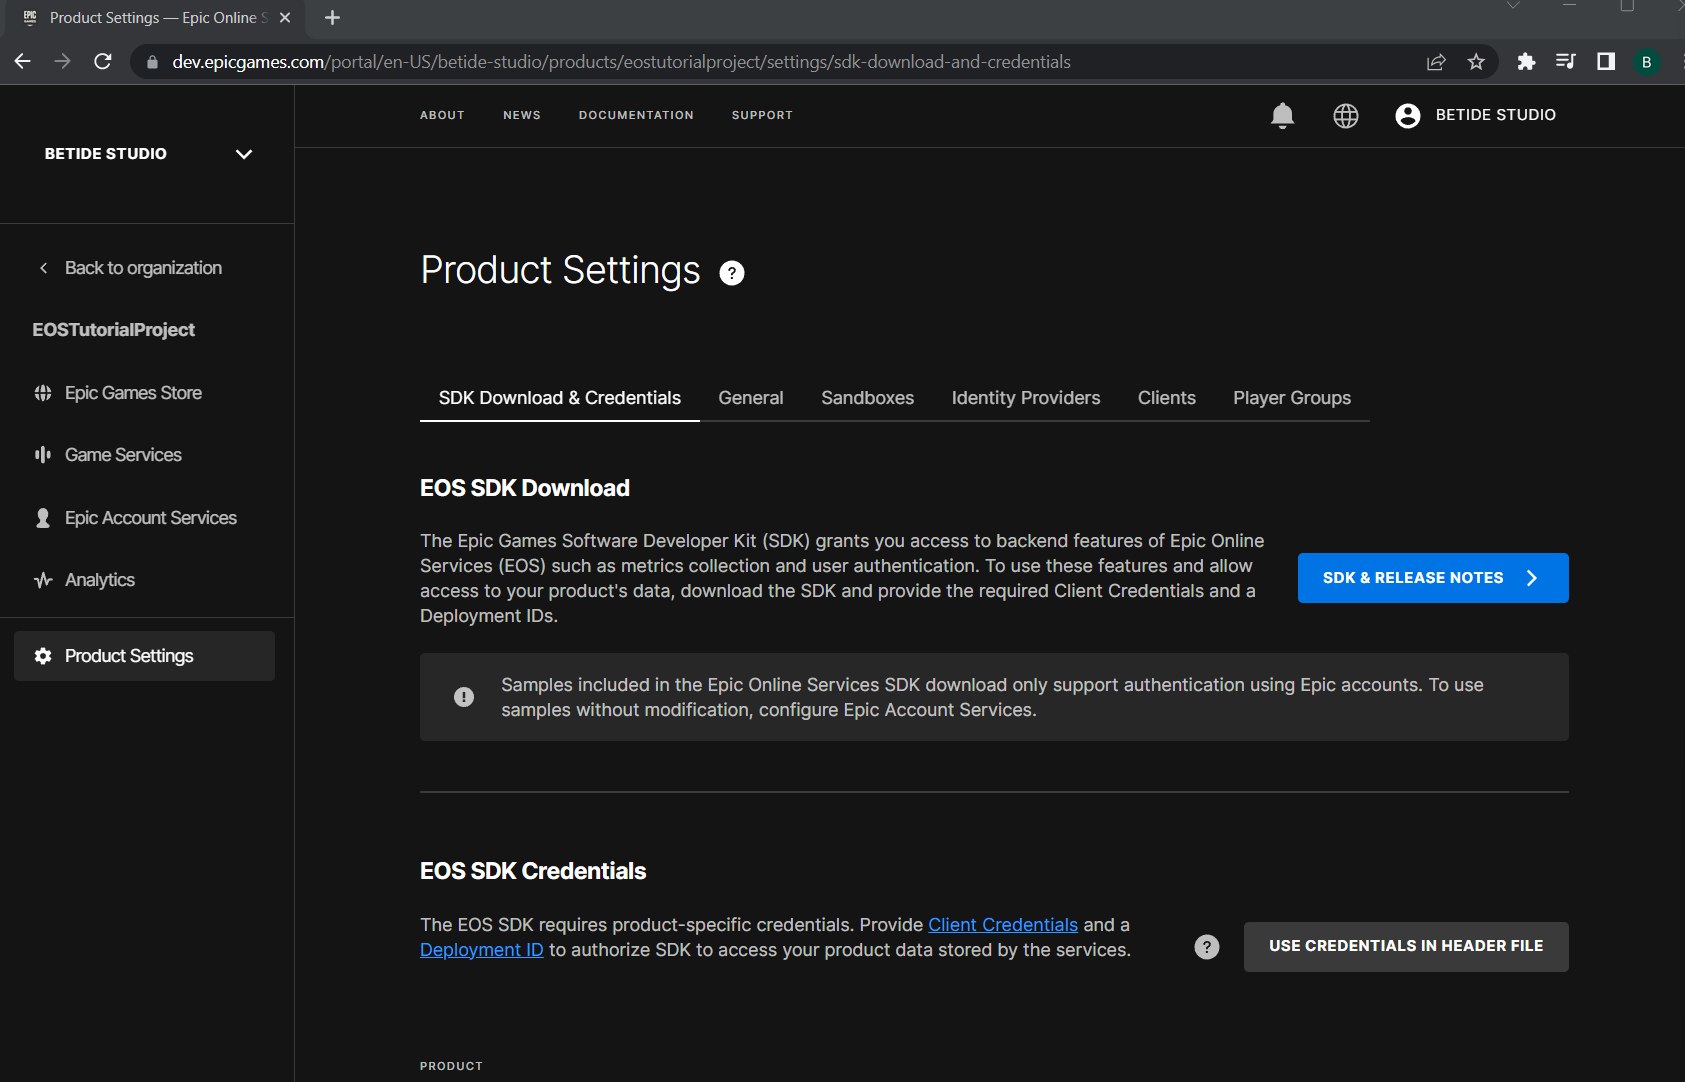 Product Settings — Epic Online S
dev.epicgames.com/portal/en-US/betide-studio/products/eostutorialproject/settings/sdk-download-and-credentials
B
ABOUT
NEWS
DOCUMENTATION
SUPPORT
BETIDE STUDIO
BETIDE STUDIO
Back to organization
EOSTutorialProject
Epic Games Store
Game Services
Epic Account Services
Analytics
Product Settings
Product Settings ?
SDK Download & Credentials
General
Sandboxes
Identity Providers
Clients
Player Groups
EOS SDK Download
The Epic Games Software Developer Kit (SDK) grants you access to backend features of Epic Online
Services (EOS) such as metrics collection and user authentication. To use these features and allow
access to your product's data, download the SDK and provide the required Client Credentials and a
Deployment IDs.
SDK & RELEASE NOTES
Samples included in the Epic Online Services SDK download only support authentication using Epic accounts. To use
samples without modification, configure Epic Account Services.
EOS SDK Credentials
The EOS SDK requires product-specific credentials. Provide Client Credentials and a
Deployment ID to authorize SDK to access your product data stored by the services.
?
USE CREDENTIALS IN HEADER FILE
PRODUCT